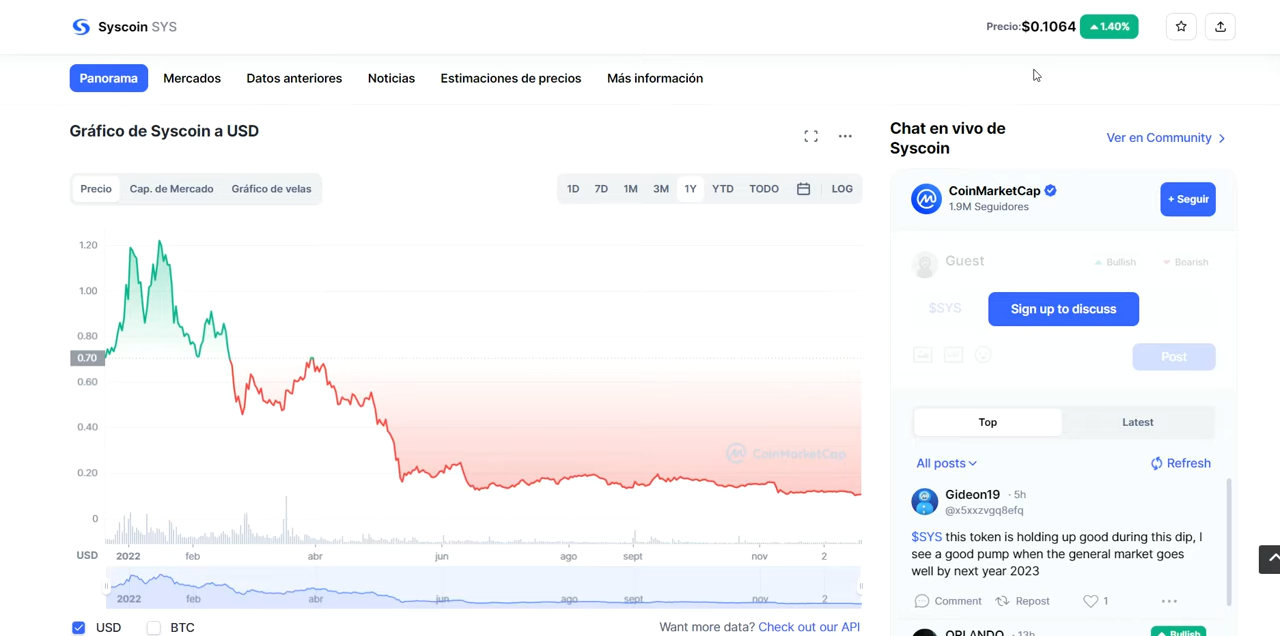 Syscoin SYS
Precio:$0.1064 1.40%
Panorama Mercados Datos anteriores Noticias Estimaciones de precios Más información
Gráfico de Syscoin a USD
Precio Cap. de Mercado Gráfico de velas
1D 7D 1M 3M 1Y YTD TODO LOG
1.20
1.00
0.80
0.70
0.60
0.40
0.20
0
CoinMarketCap
USD 2022 feb abr jun ago sept nov 2
2022 feb abr jun ago sept nov 2
USD BTC
Want more data? Check out our API
Chat en vivo de
Syscoin
Ver en Community
CoinMarketCap
1.9M Seguidores
+ Seguir
Guest Bullish Bearish
$SYS
Sign up to discuss
Post
Top Latest
All posts Refresh
Gideon19 · 5h
@x5xxzvgq8efq
$SYS this token is holding up good during this dip, I
see a good pump when the general market goes
well by next year 2023
Comment Repost 1
ORLANDO · 13h
Bullish